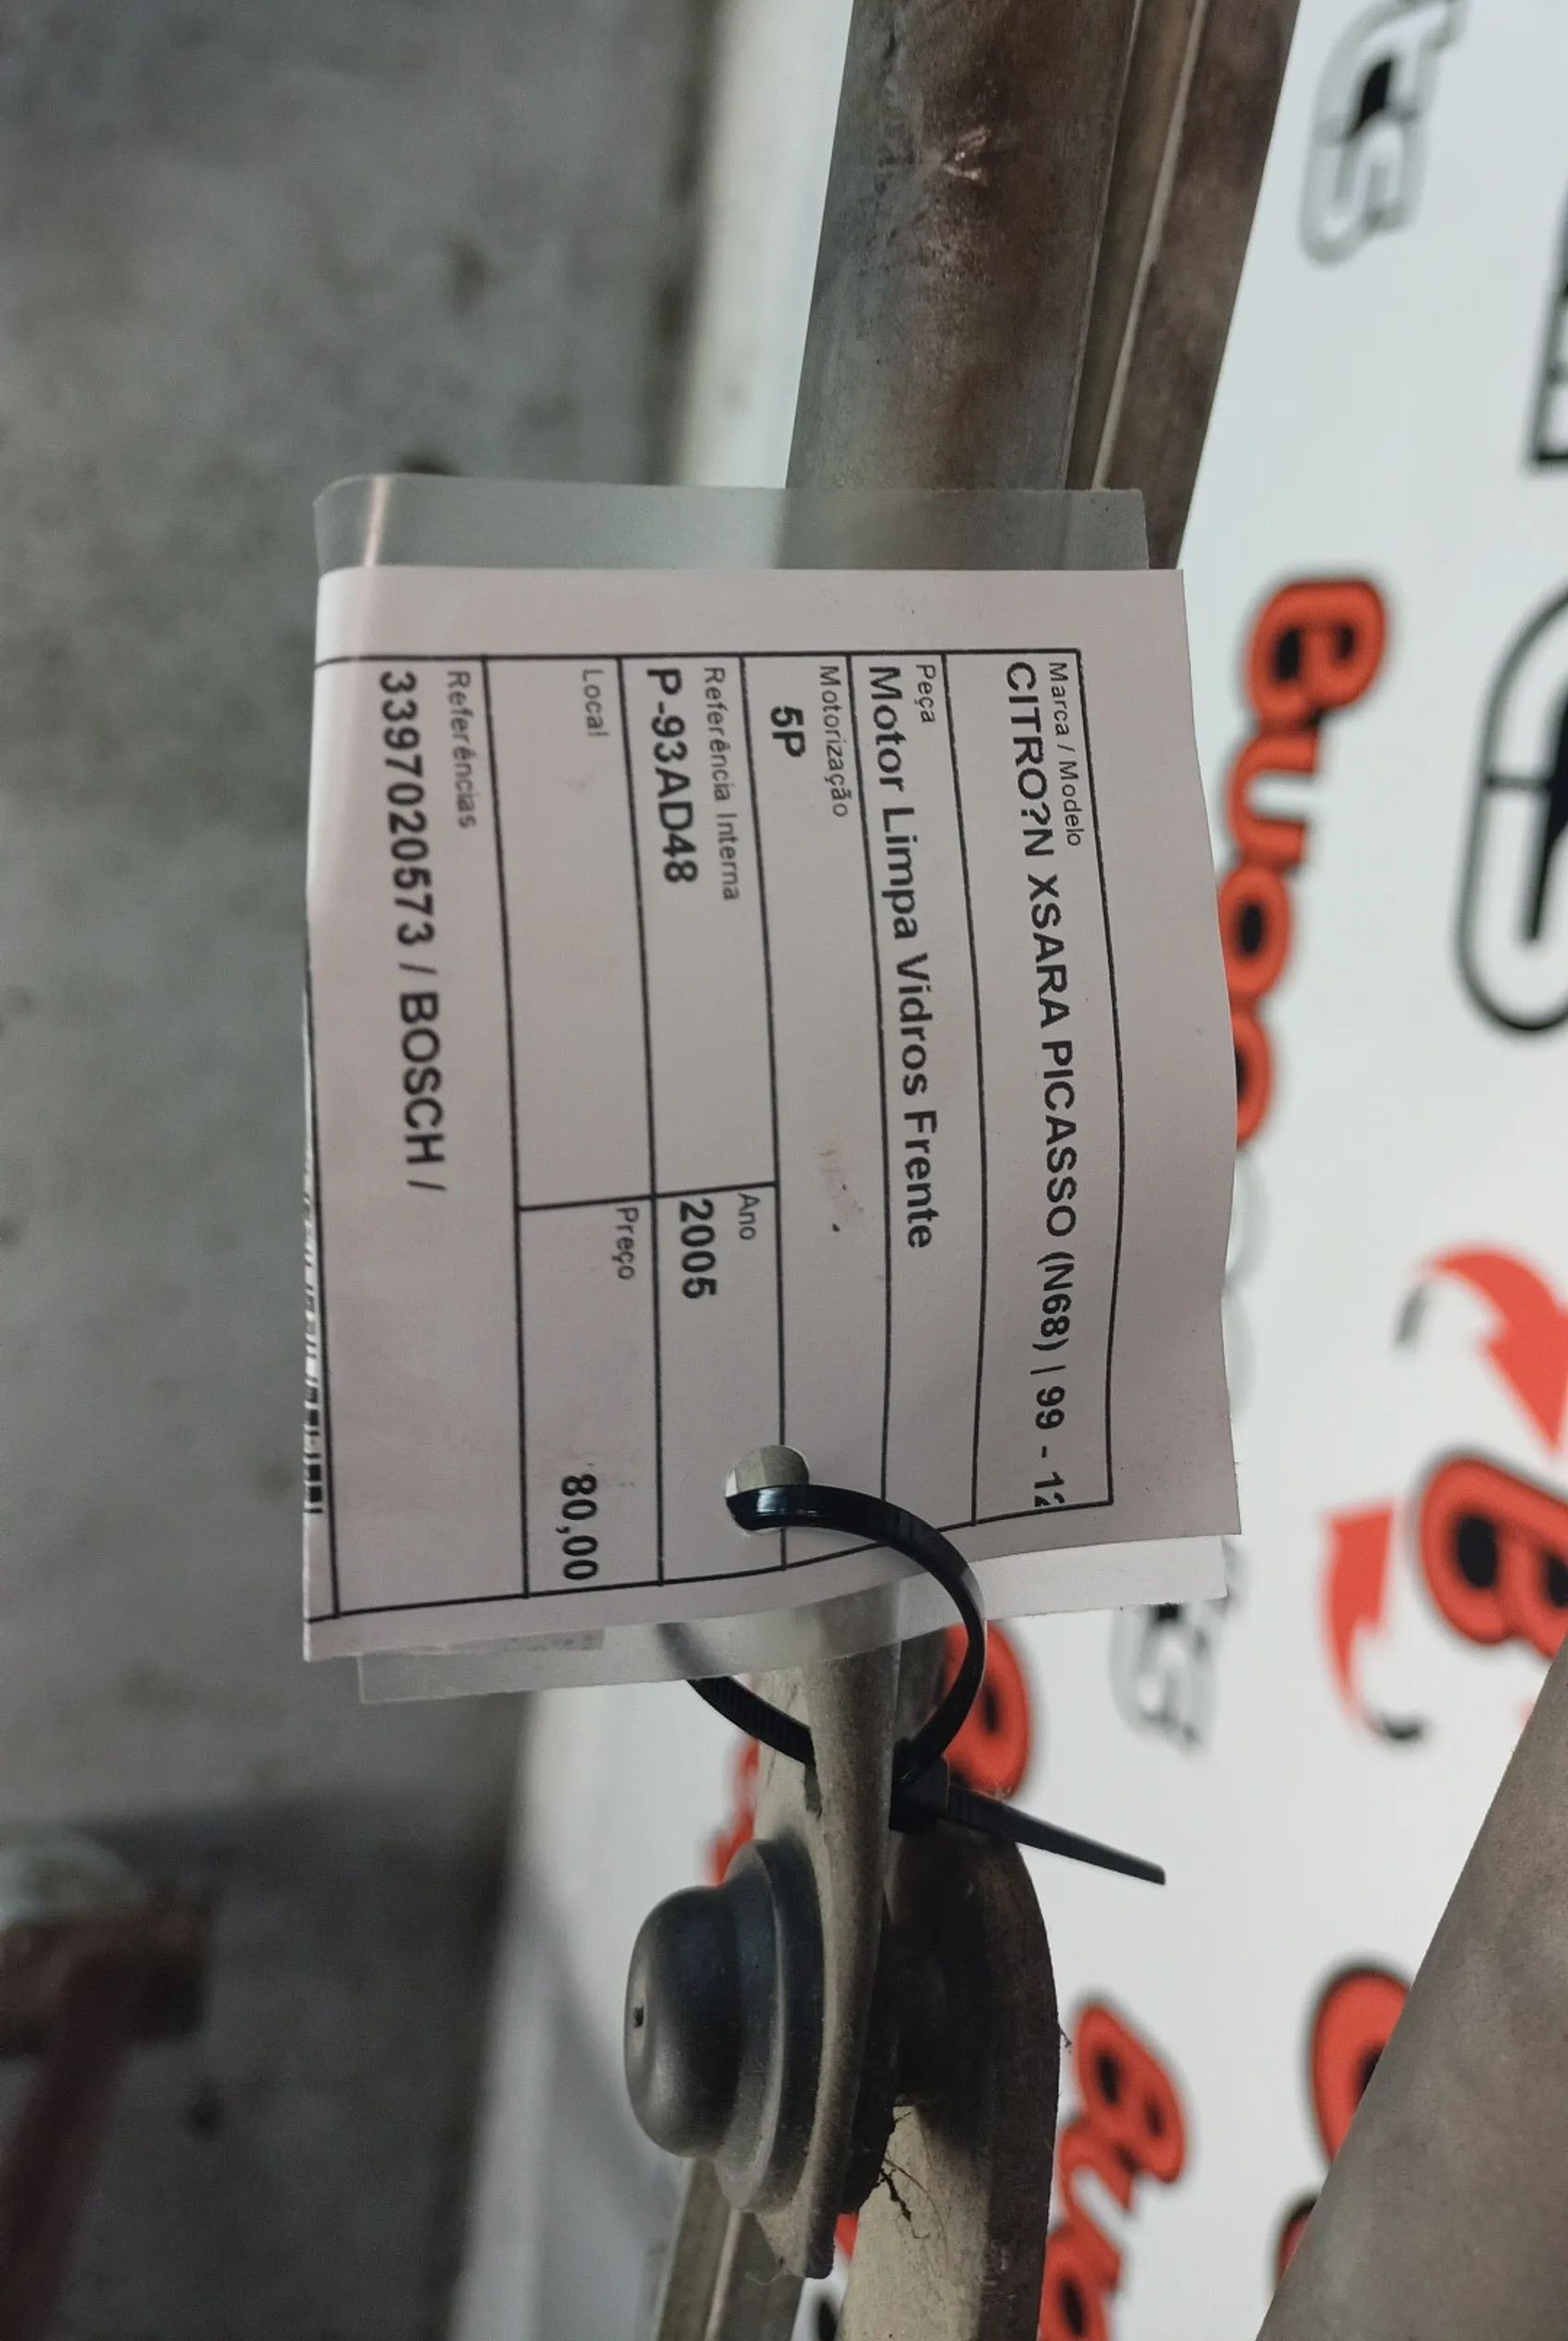 Marca / Modelo
CITRO?N XSARA PICASSO (N68) | 99 - 12
Peça
Motor Limpa Vidros Frente
Motorização
5P
Referência Interna
P-93AD48
Ano
2005
Local
Preço
80,00
Referências
3397020573 / BOSCH /